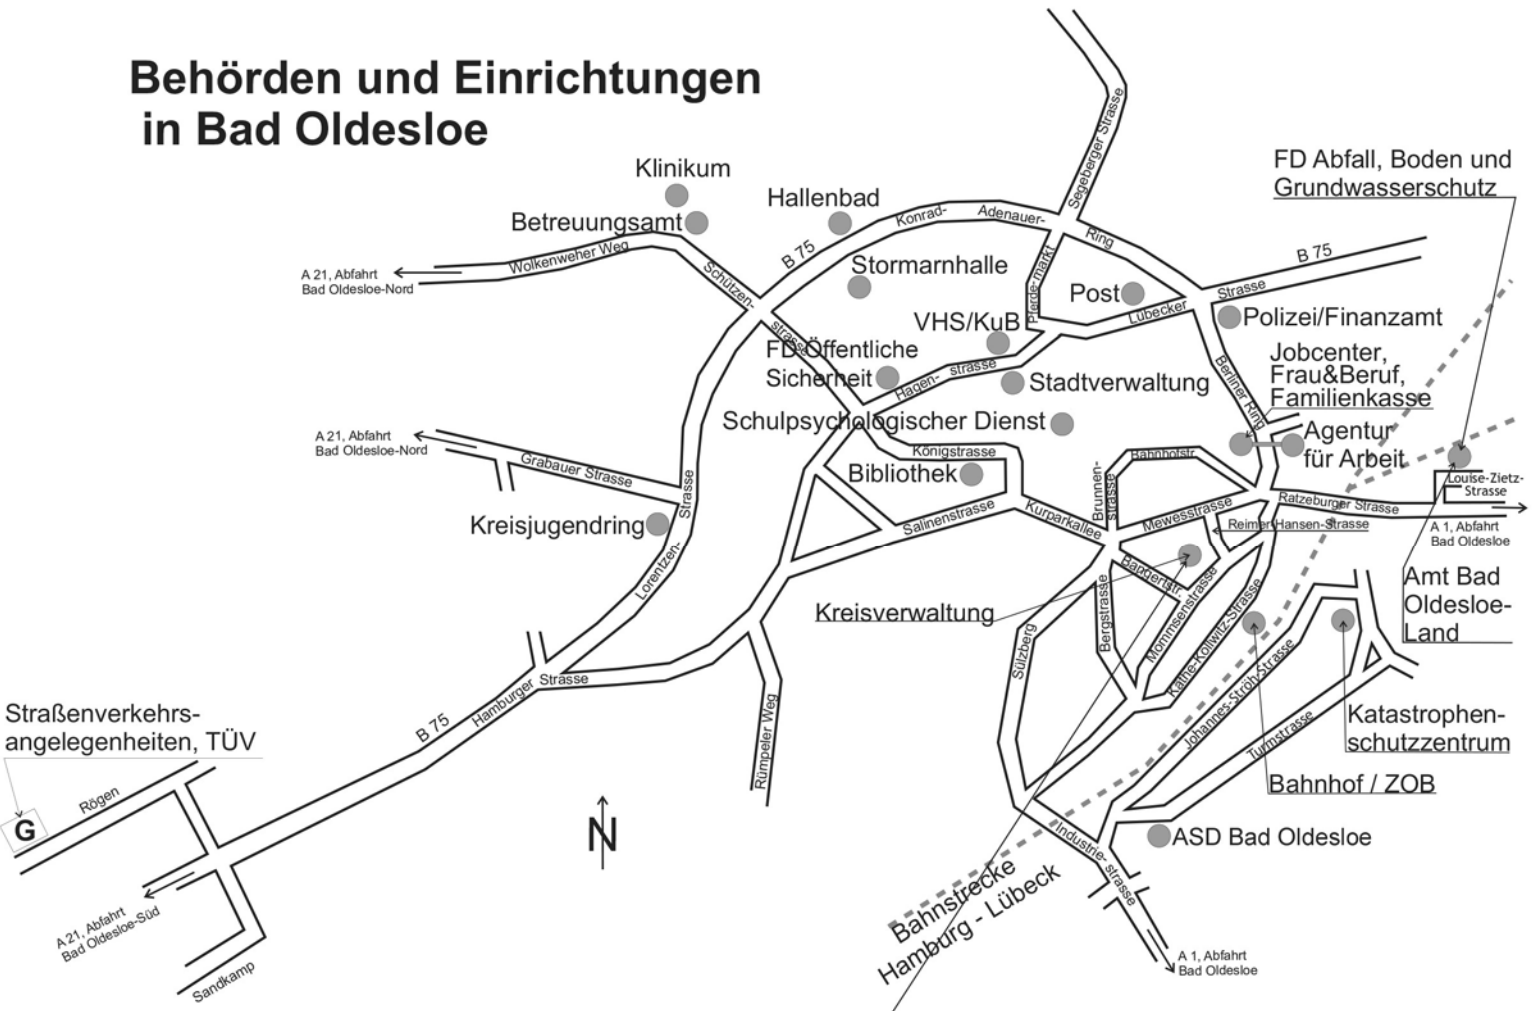 Behörden und Einrichtungen
in Bad Oldesloe
Segeberger Strasse
FD Abfall, Boden und
Grundwasserschutz
Klinikum
Betreuungsamt
Hallenbad
Konrad-
Adenauer-
Ring
B 75
B 75
Wolkenweher Weg
A 21, Abfahrt
Bad Oldesloe-Nord
Schützen-
strasse
Stormarnhalle
Pferde-markt
Post
Lübecker
Strasse
VHS/KuB
Polizei/Finanzamt
FD Öffentliche
Sicherheit
Hagen-
strasse
Stadtverwaltung
Berliner Ring
Jobcenter,
Frau&Beruf,
Familienkasse
Schulpsychologischer Dienst
Agentur
für Arbeit
A 21, Abfahrt
Bad Oldesloe-Nord
Grabauer Strasse
Königstrasse
Bibliothek
Bahnhofstr.
Brunnen-
strasse
Louise-Zietz-
Strasse
Kreisjugendring
Lorentzen-
Strasse
Salinenstrasse
Kurparkallee
Mewesstrasse
Ratzeburger Strasse
Reimer-Hansen-Strasse
A 1, Abfahrt
Bad Oldesloe
Bangertstr.
Amt Bad
Oldesloe-
Land
Kreisverwaltung
Bergstrasse
Mommsenstrasse
Käthe-Kollwitz-Strasse
Sülzberg
Johannes-Ströh-Strasse
Turmstrasse
Katastrophen-
schutzzentrum
Bahnhof / ZOB
Hamburger Strasse
B 75
Rümpeler Weg
Straßenverkehrs-
angelegenheiten, TÜV
Rögen
G
N
Industrie-
strasse
ASD Bad Oldesloe
Bahnstrecke
Hamburg - Lübeck
A 21, Abfahrt
Bad Oldesloe-Süd
Sandkamp
A 1, Abfahrt
Bad Oldesloe